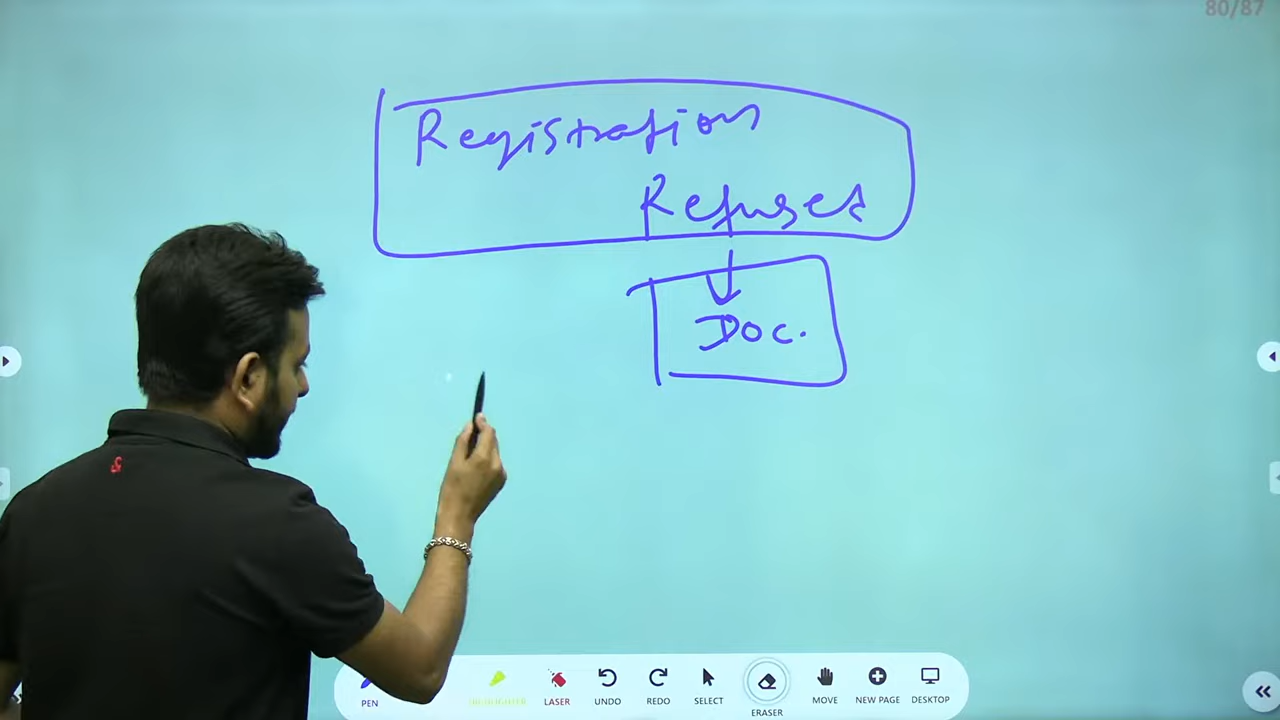 80/87
Registration
Refuses
Doc.
PEN
HIGHLIGHTER
LASER
UNDO
REDO
SELECT
ERASER
MOVE
NEW PAGE
DESKTOP